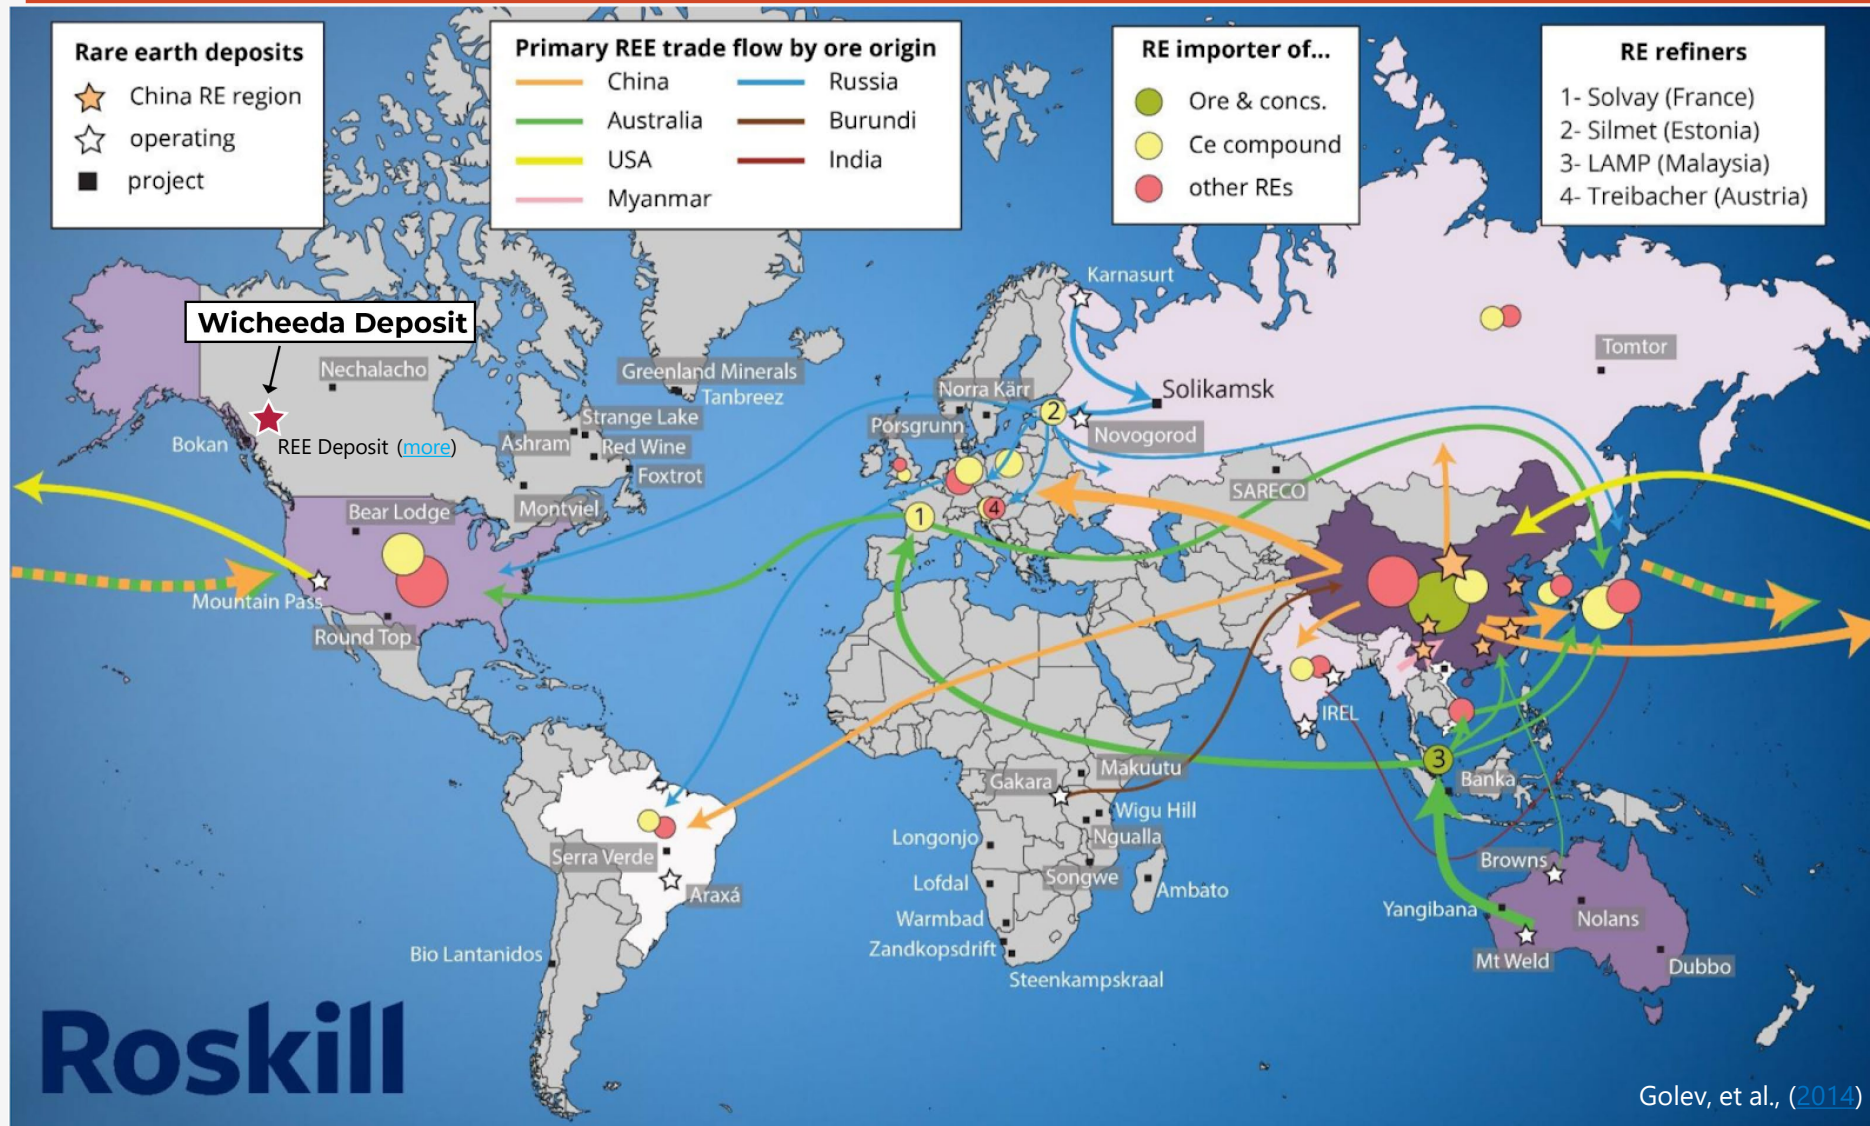 Rare earth deposits
China RE region
operating
project
Primary REE trade flow by ore origin
China
Russia
Australia
Burundi
USA
India
Myanmar
RE importer of...
Ore & concs.
Ce compound
other REs
RE refiners
1- Solvay (France)
2- Silmet (Estonia)
3- LAMP (Malaysia)
4- Treibacher (Austria)
Karnasurt
Wicheeda Deposit
Tomtor
Nechalacho
Greenland Minerals
Tanbreez
Norra Kärr
Solikamsk
Strange Lake
2
Porsgrunn
Novogorod
Bokan
REE Deposit (more)
Ashram
Red Wine
Foxtrot
SARECO
Bear Lodge
Montviel
4
1
Mountain Pass
Round Top
IREL
3
Banka
Gakara
Makuutu
Wigu Hill
Longonjo
Ngualla
Serra Verde
Browns
Songwe
Lofdal
Ambato
Araxá
Yangibana
Nolans
Warmbad
Zandkopsdrift
Bio Lantanidos
Mt Weld
Dubbo
Steenkampskraal
Roskill
Golev, et al., (2014)